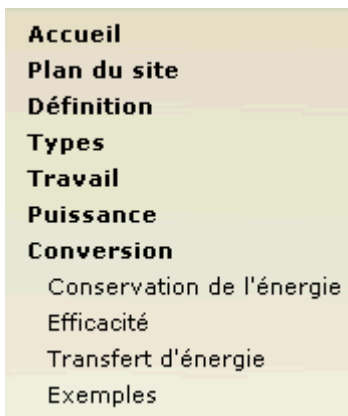 Accueil
Plan du site
Définition
Types
Travail
Puissance
Conversion
Conservation de l'énergie
Efficacité
Transfert d'énergie
Exemples